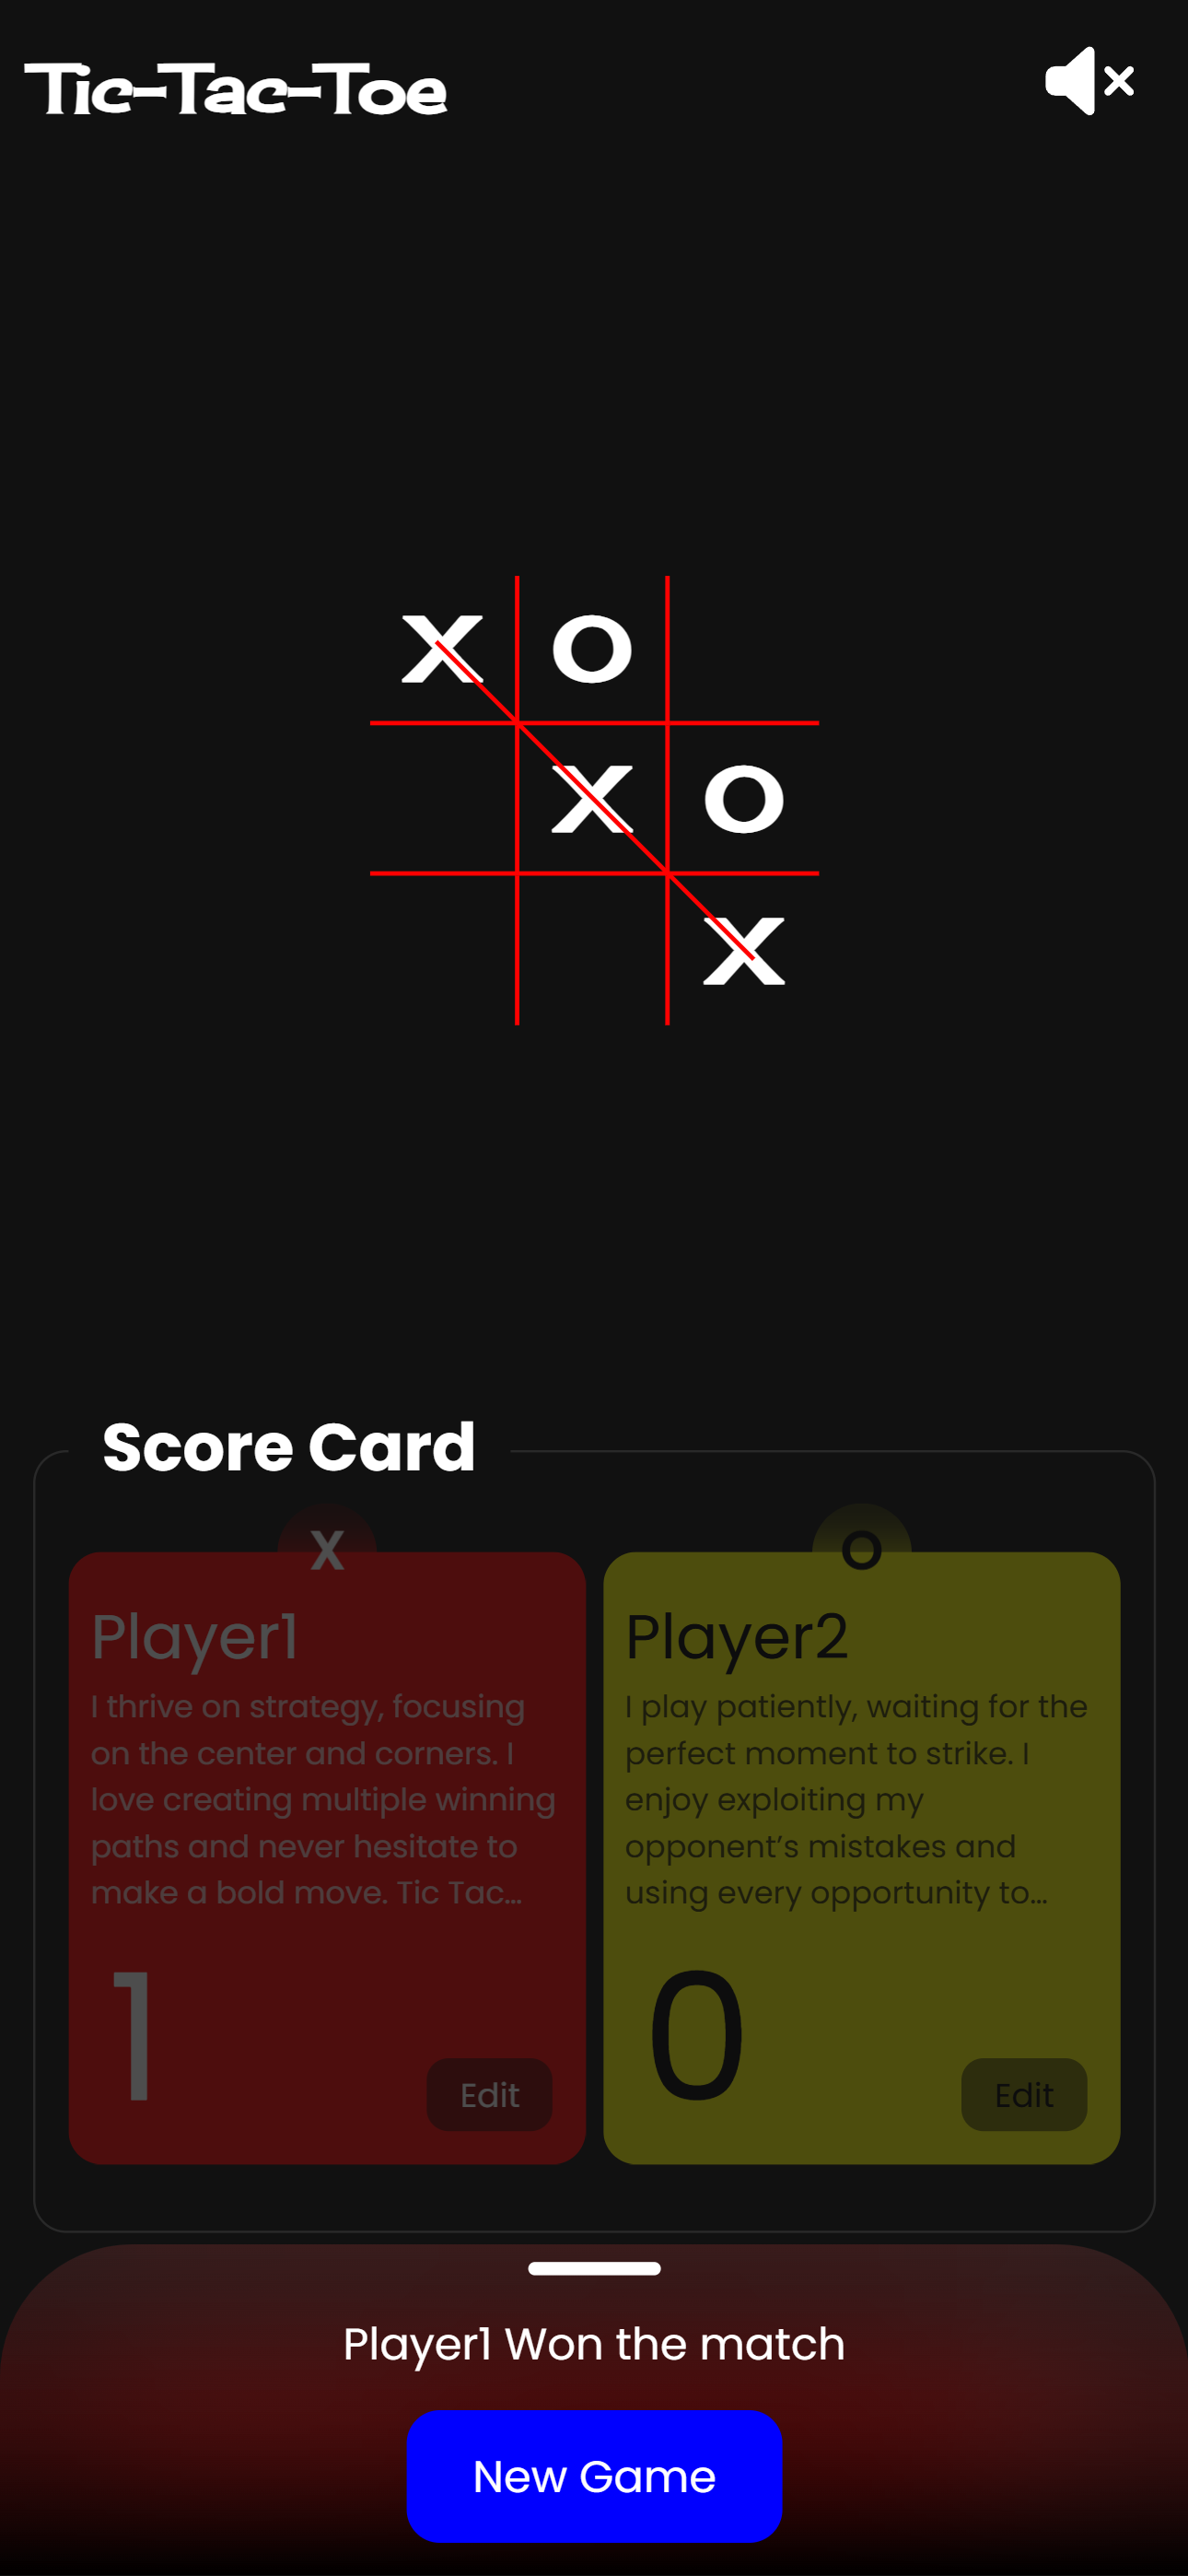 Tic-Tac-Toe
X O
X O
X
Score Card
X
Player1
I thrive on strategy, focusing
on the center and corners. I
love creating multiple winning
paths and never hesitate to
make a bold move. Tic Tac...
1
Edit
O
Player2
I play patiently, waiting for the
perfect moment to strike. I
enjoy exploiting my
opponent’s mistakes and
using every opportunity to...
0
Edit
Player1 Won the match
New Game